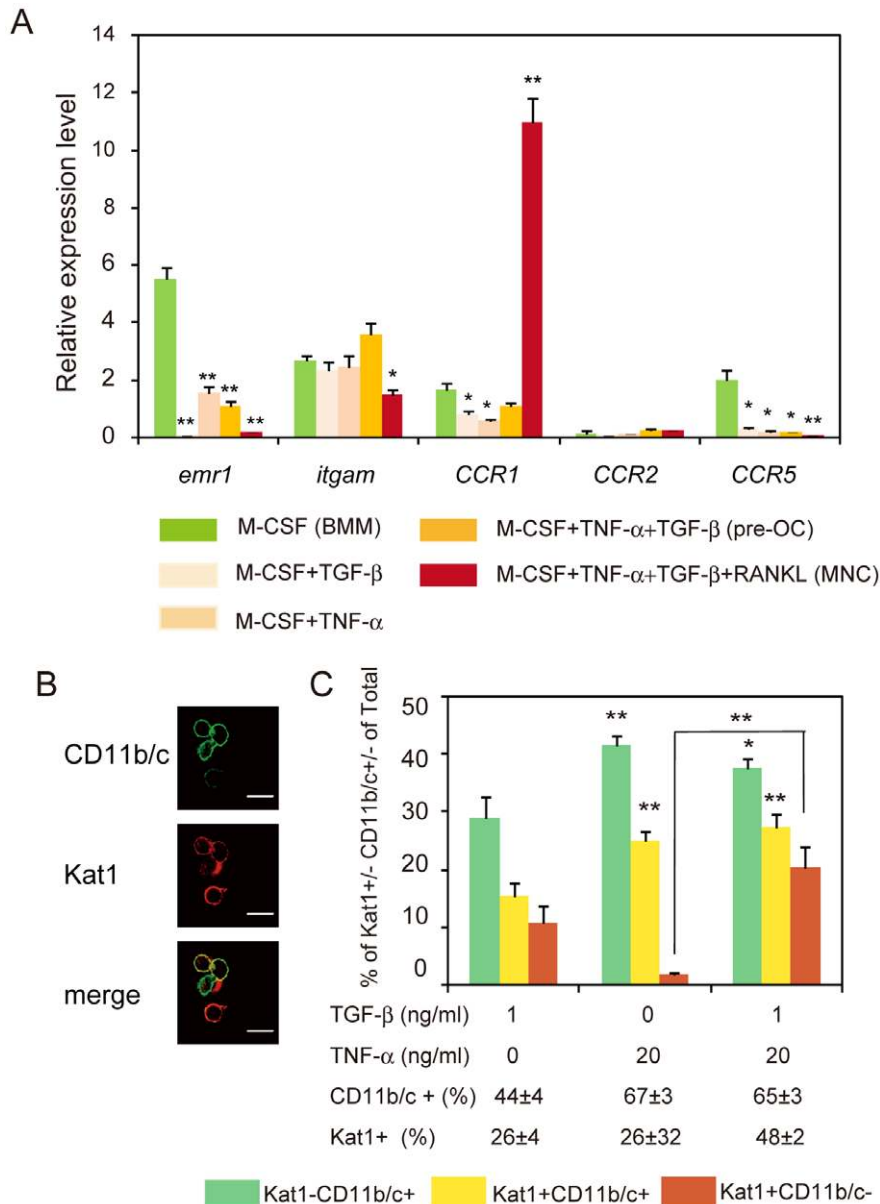 A
14
12
10
8
6
4
2
0
Relative expression level
**
**
**
**
**
*
*
*
*
*
*
**
emr1 itgam CCR1 CCR2 CCR5
M-CSF (BMM)
M-CSF+TGF-β
M-CSF+TNF-α
M-CSF+TNF-α+TGF-β (pre-OC)
M-CSF+TNF-α+TGF-β+RANKL (MNC)
B
CD11b/c
Kat1
merge
C
% of Kat1+/- CD11b/c+/- of Total
50
40
30
20
10
0
**
**
**
*
**
TGF-β (ng/ml) 1 0 1
TNF-α (ng/ml) 0 20 20
CD11b/c + (%) 44±4 67±3 65±3
Kat1+ (%) 26±4 26±32 48±2
Kat1-CD11b/c+ Kat1+CD11b/c+ Kat1+CD11b/c-